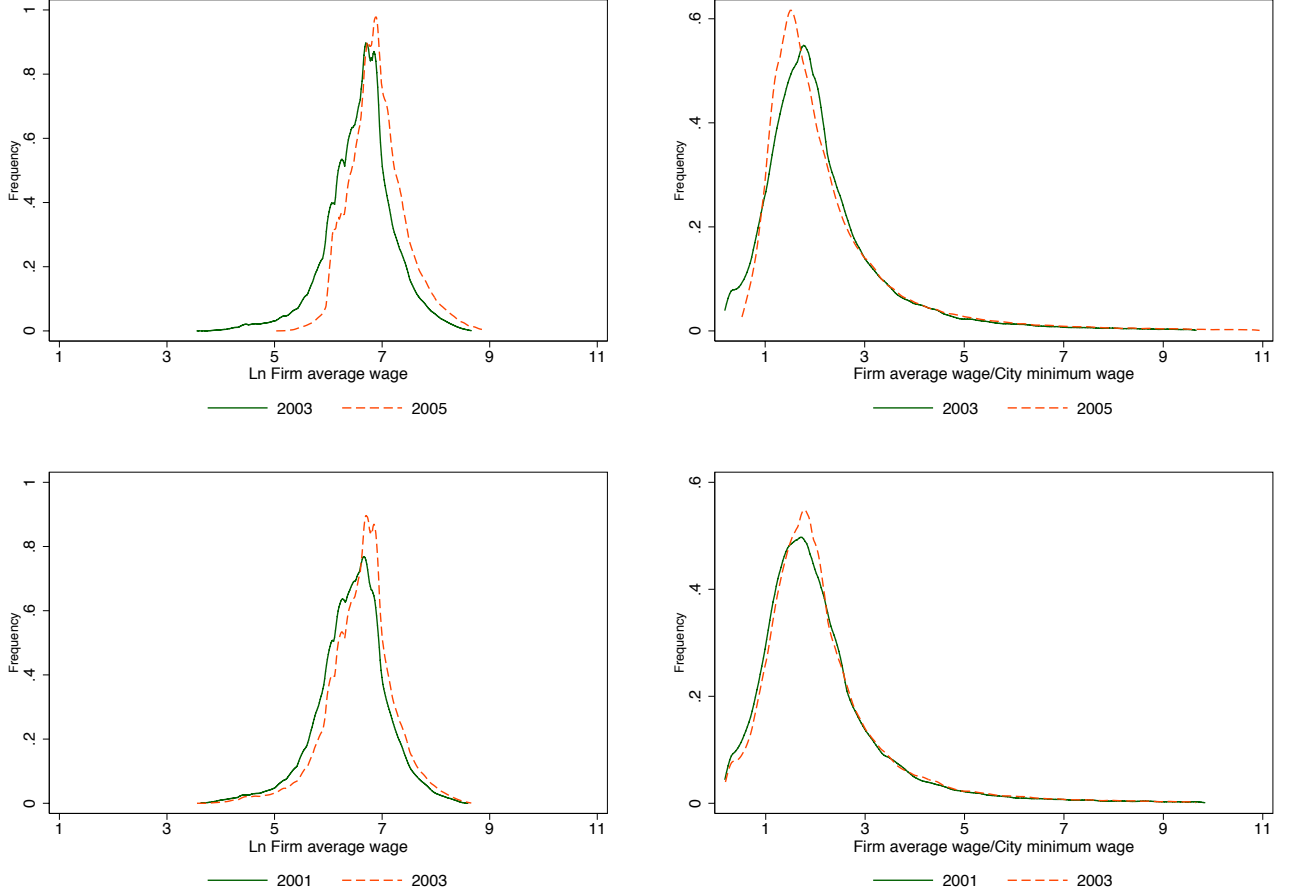 Frequency
0 .2 .4 .6 .8 1
1 3 5 7 9 11
Ln Firm average wage
2003 2005
Frequency
0 .2 .4 .6
1 3 5 7 9 11
Firm average wage/City minimum wage
2003 2005
Frequency
0 .2 .4 .6 .8 1
1 3 5 7 9 11
Ln Firm average wage
2001 2003
Frequency
0 .2 .4 .6
1 3 5 7 9 11
Firm average wage/City minimum wage
2001 2003